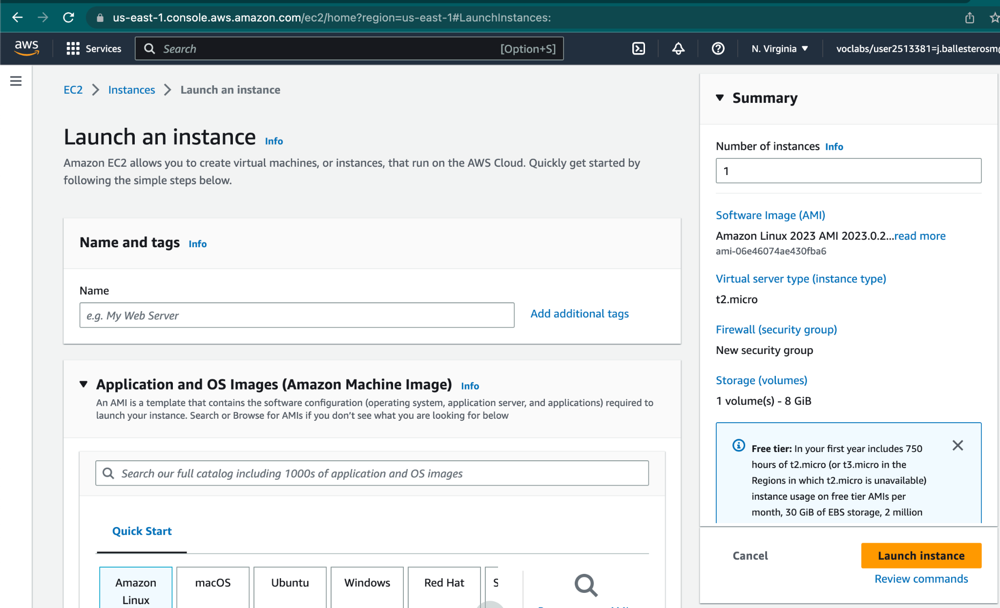 us-east-1.console.aws.amazon.com/ec2/home?region=us-east-1#LaunchInstances:
aws
Services
Search
[Option+S]
N. Virginia
voclabs/user2513381=j.ballesterosm
EC2
Instances
Launch an instance
Launch an instance Info
Amazon EC2 allows you to create virtual machines, or instances, that run on the AWS Cloud. Quickly get started by
following the simple steps below.
Name and tags Info
Name
e.g. My Web Server
Add additional tags
Application and OS Images (Amazon Machine Image) Info
An AMI is a template that contains the software configuration (operating system, application server, and applications) required to
launch your instance. Search or Browse for AMIs if you don’t see what you are looking for below
Search our full catalog including 1000s of application and OS images
Quick Start
Amazon
Linux
macOS
Ubuntu
Windows
Red Hat
S
Summary
Number of instances Info
1
Software Image (AMI)
Amazon Linux 2023 AMI 2023.0.2...read more
ami-06e46074ae430fba6
Virtual server type (instance type)
t2.micro
Firewall (security group)
New security group
Storage (volumes)
1 volume(s) - 8 GiB
Free tier: In your first year includes 750
hours of t2.micro (or t3.micro in the
Regions in which t2.micro is unavailable)
instance usage on free tier AMIs per
month, 30 GiB of EBS storage, 2 million
Cancel
Launch instance
Review commands